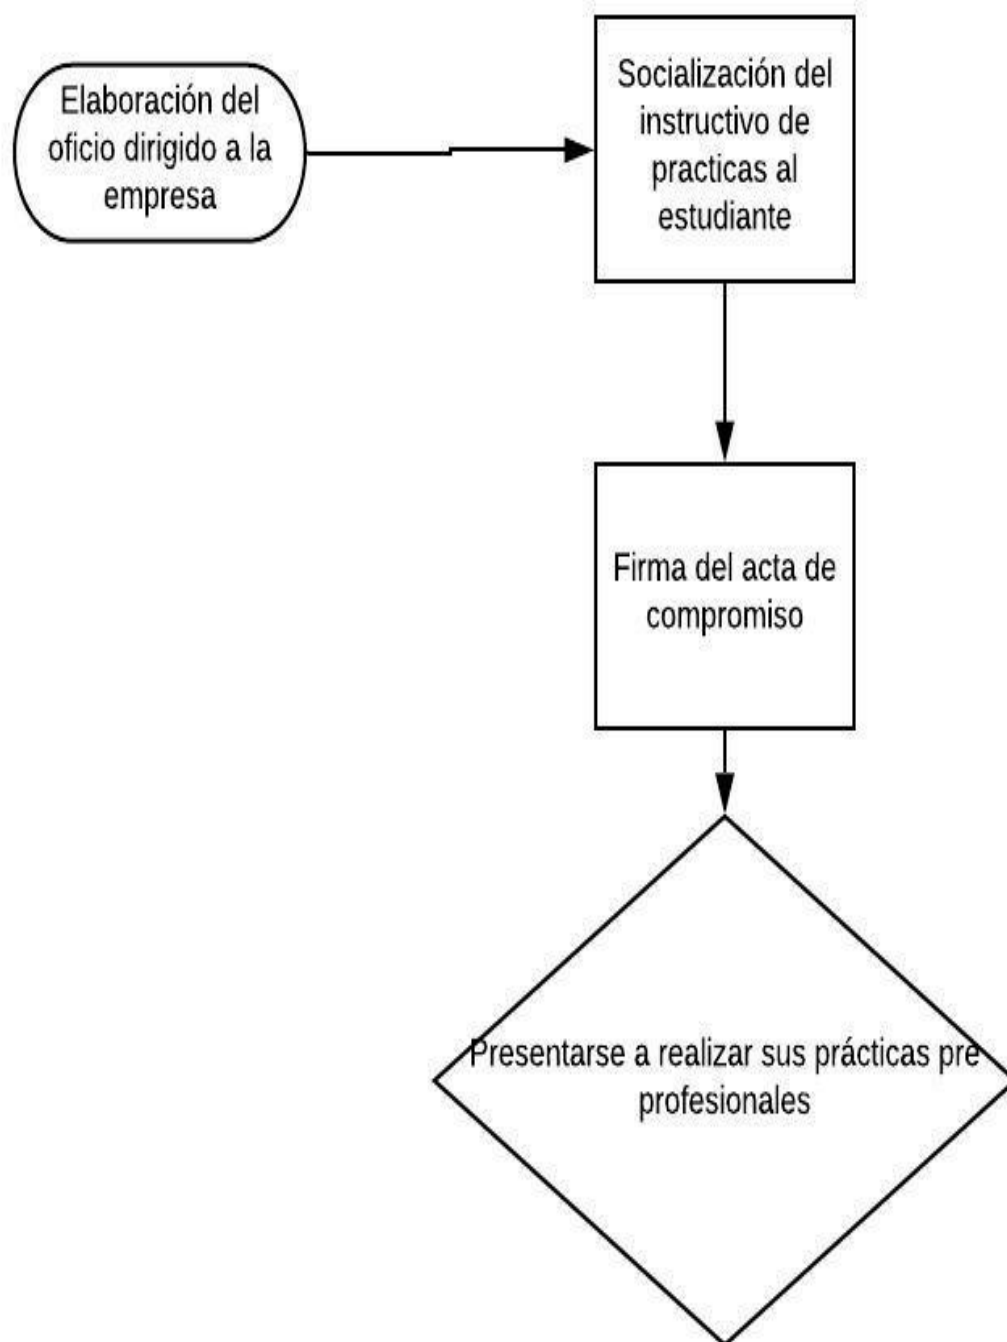 Elaboración del
oficio dirigido a la
empresa
Socialización del
instructivo de
practicas al
estudiante
Firma del acta de
compromiso
Presentarse a realizar sus prácticas pre
profesionales